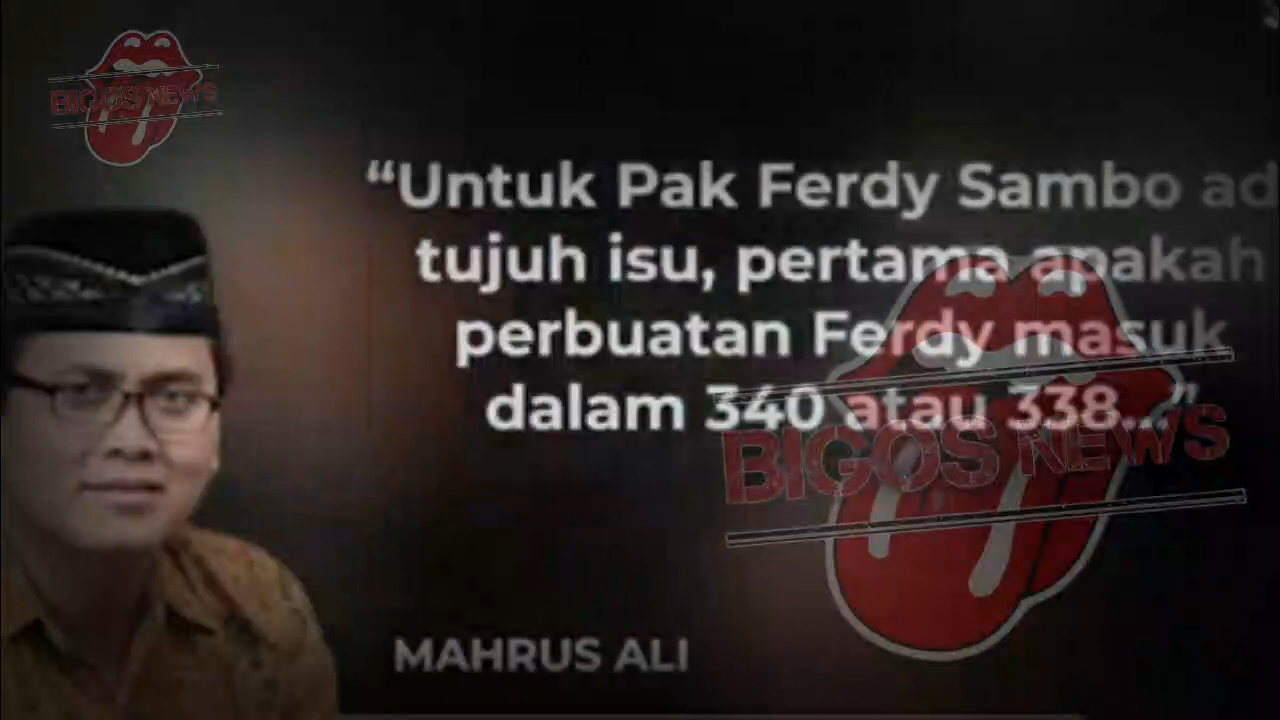 BIGOS NEWS
“Untuk Pak Ferdy Sambo ad
tujuh isu, pertama apakah
perbuatan Ferdy masuk
dalam 340 atau 338...”
BIGOS NEWS
MAHRUS ALI